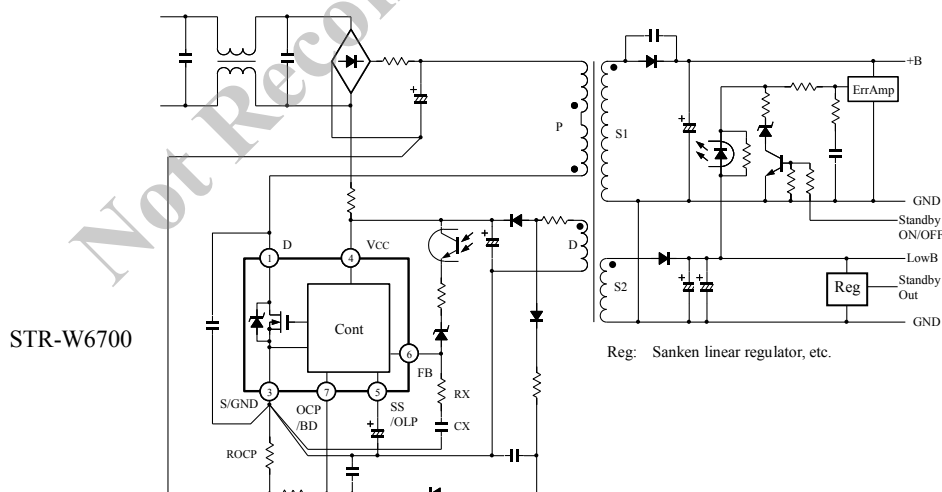 Not Recom
+B
ErrAmp
P
S1
GND
Standby
ON/OFF
D
VCC
D
LowB
1
4
S2
Reg
Standby
Out
STR-W6700
Cont
GND
6
FB
Reg: Sanken linear regulator, etc.
3
7
5
S/GND
OCP
/BD
SS
/OLP
RX
CX
ROCP